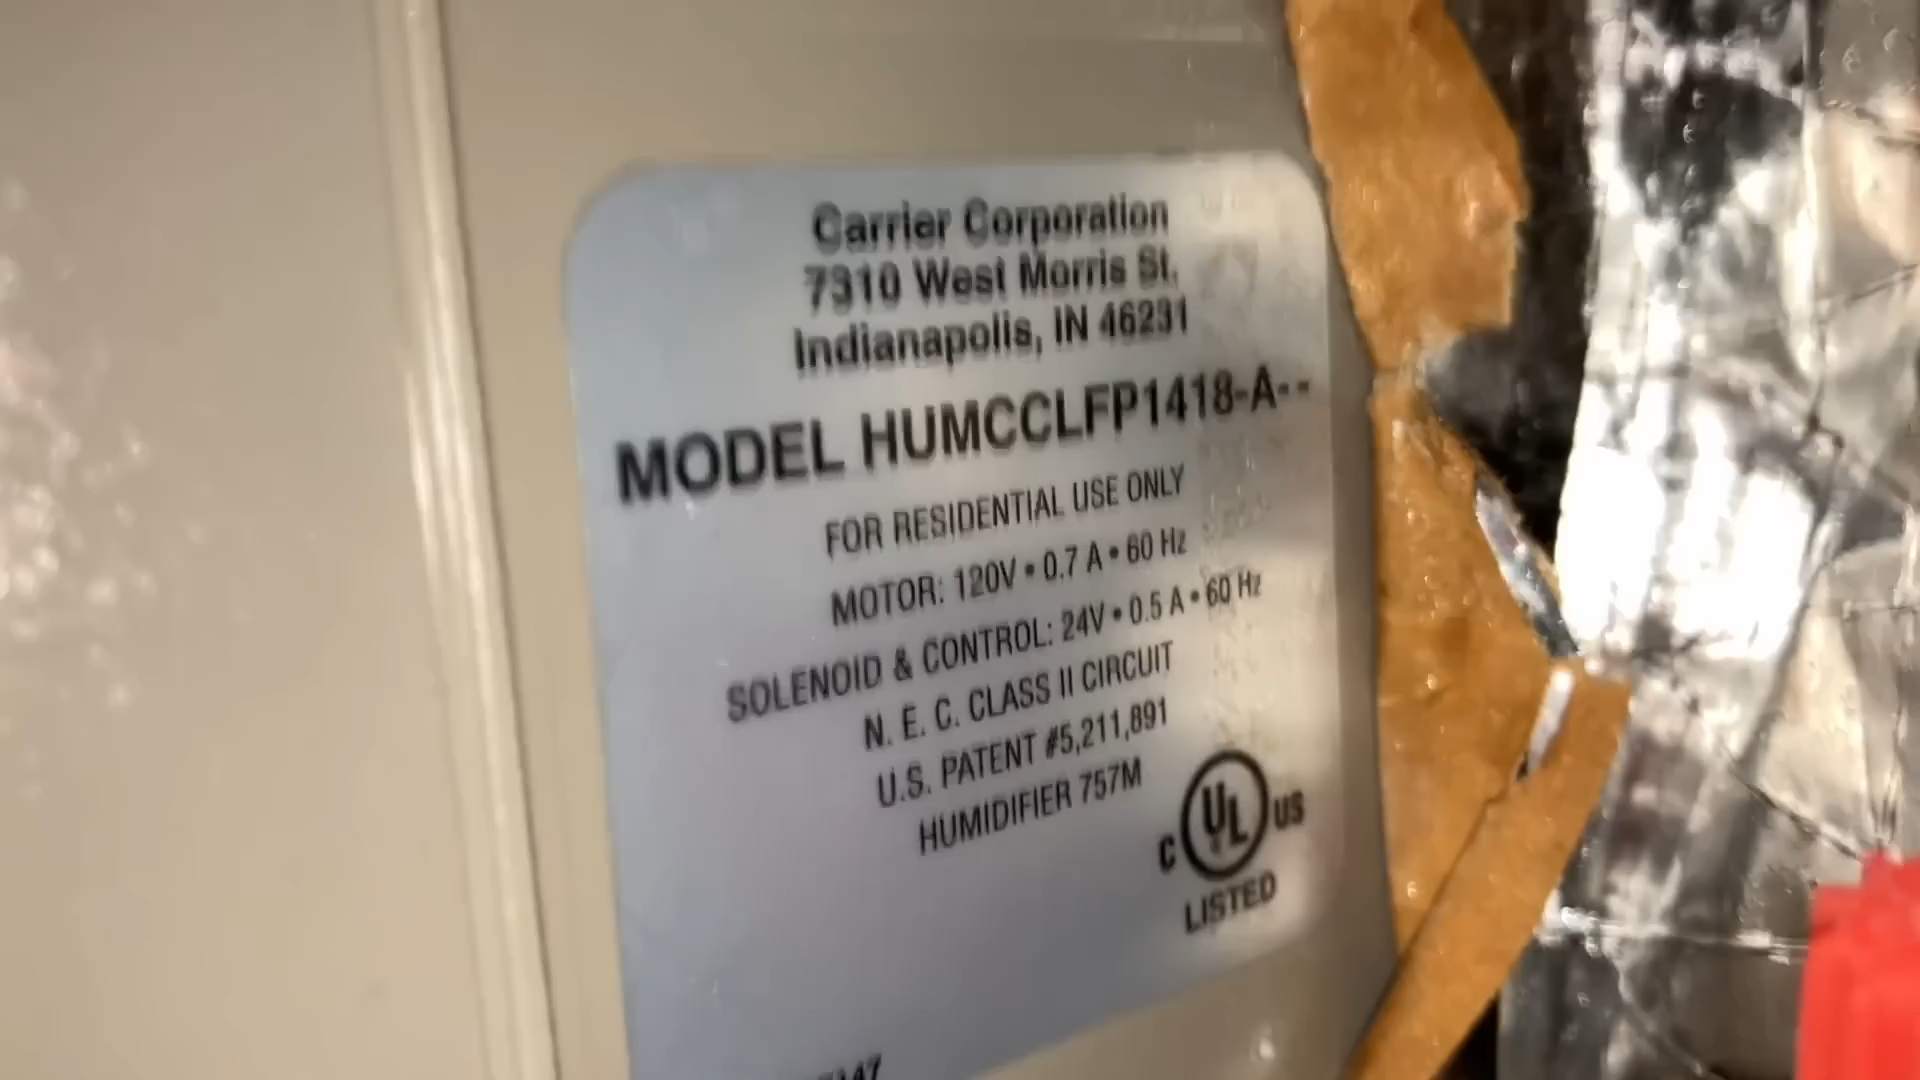 Carrier Corporation
7310 West Morris St.
Indianapolis, IN 46231
MODEL HUMCCLFP1418-A--
FOR RESIDENTIAL USE ONLY
MOTOR: 120V • 0.7 A • 60 Hz
SOLENOID & CONTROL: 24V • 0.5 A • 60 Hz
N. E. C. CLASS II CIRCUIT
U.S. PATENT #5,211,891
HUMIDIFIER 757M
C UL US
LISTED